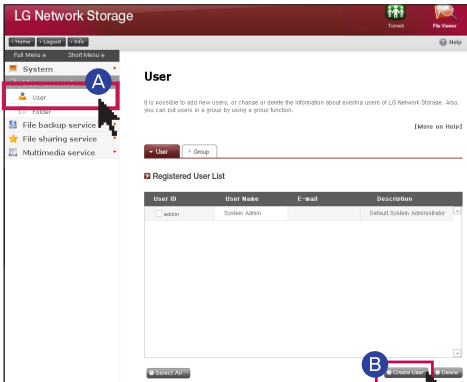 LG Network Storage
Torrent
File Viewer
Home Logout Info
Help
Full Menu Short Menu
System
A
User
Folder
File backup service
File sharing service
Multimedia service
User
It is possible to add new users, or change or delete the information about existing users of LG Network Storage. Also,
you can put users in a group by using a group function.
[More on Help]
User Group
Registered User List
User ID User Name E-mail Description
admin System Admin Default System Administrator
B
Select All Create User Delete